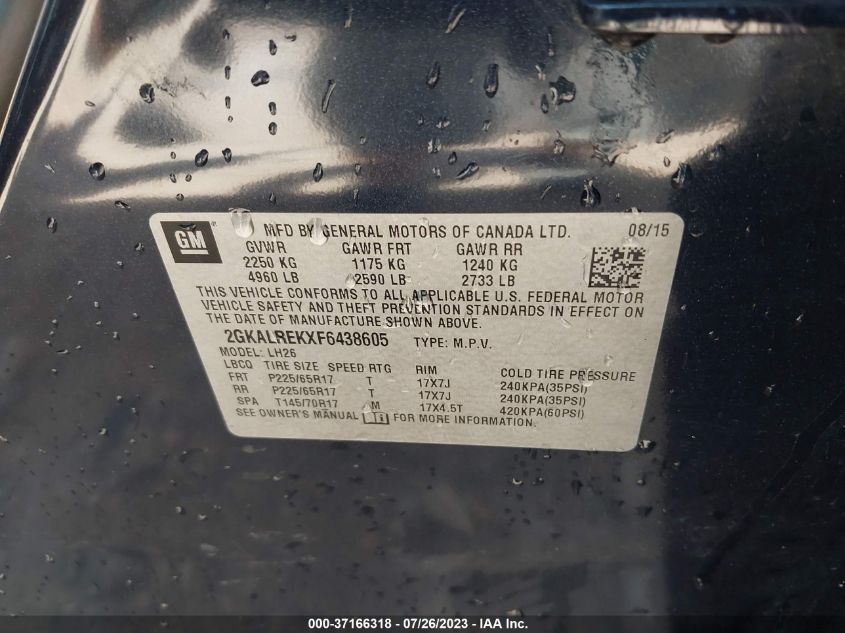 GM ® MFD BY GENERAL MOTORS OF CANADA LTD. 08/15
GVWR GAWR FRT GAWR RR
2250 KG 1175 KG 1240 KG
4960 LB 2590 LB 2733 LB
THIS VEHICLE CONFORMS TO ALL APPLICABLE U.S. FEDERAL MOTOR
VEHICLE SAFETY AND THEFT PREVENTION STANDARDS IN EFFECT ON
THE DATE OF MANUFACTURE SHOWN ABOVE.
2GKALREKXF6438605 TYPE: M.P.V.
MODEL: LH26
LBCQ TIRE SIZE SPEED RTG RIM COLD TIRE PRESSURE
FRT P225/65R17 T 17X7J 240KPA(35PSI)
RR P225/65R17 T 17X7J 240KPA(35PSI)
SPA T145/70R17 M 17X4.5T 420KPA(60PSI)
SEE OWNER'S MANUAL FOR MORE INFORMATION.
000-37166318 - 07/26/2023 - IAA Inc.